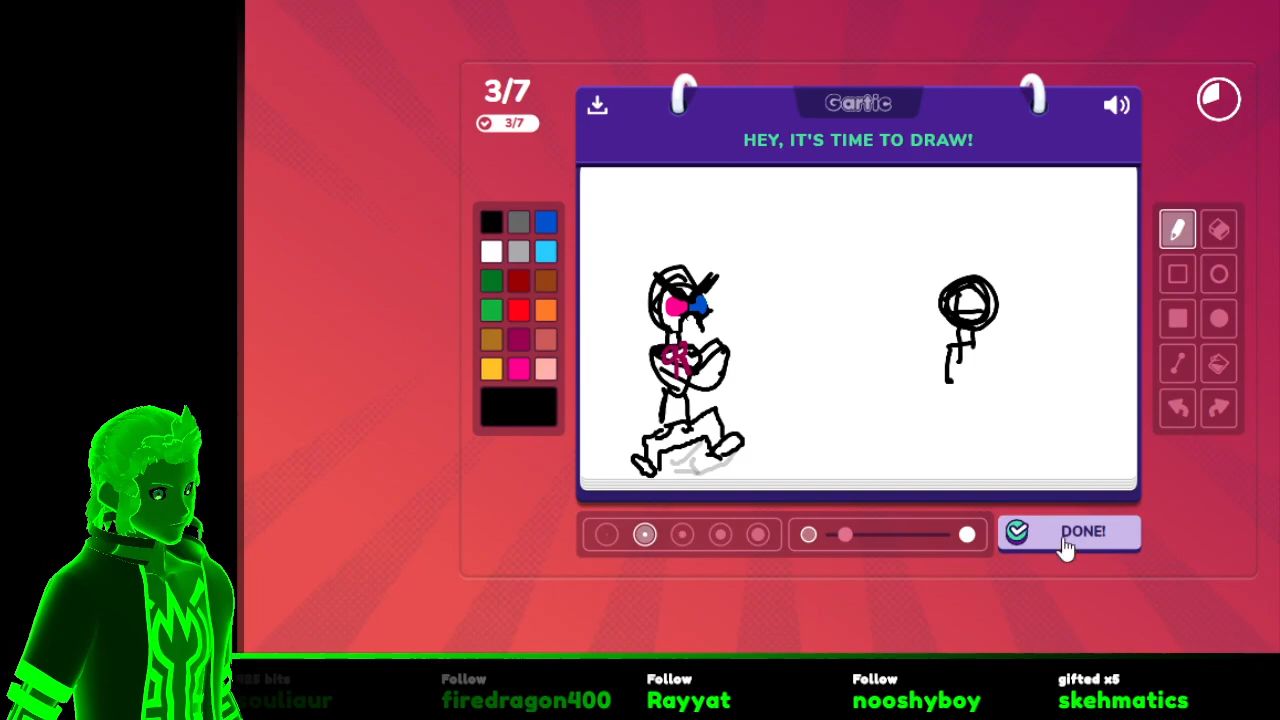 3/7
3/7
Gartic
HEY, IT'S TIME TO DRAW!
DONE!
Follow
firedragon400
Follow
Rayyat
Follow
nooshyboy
gifted x5
skehmatics